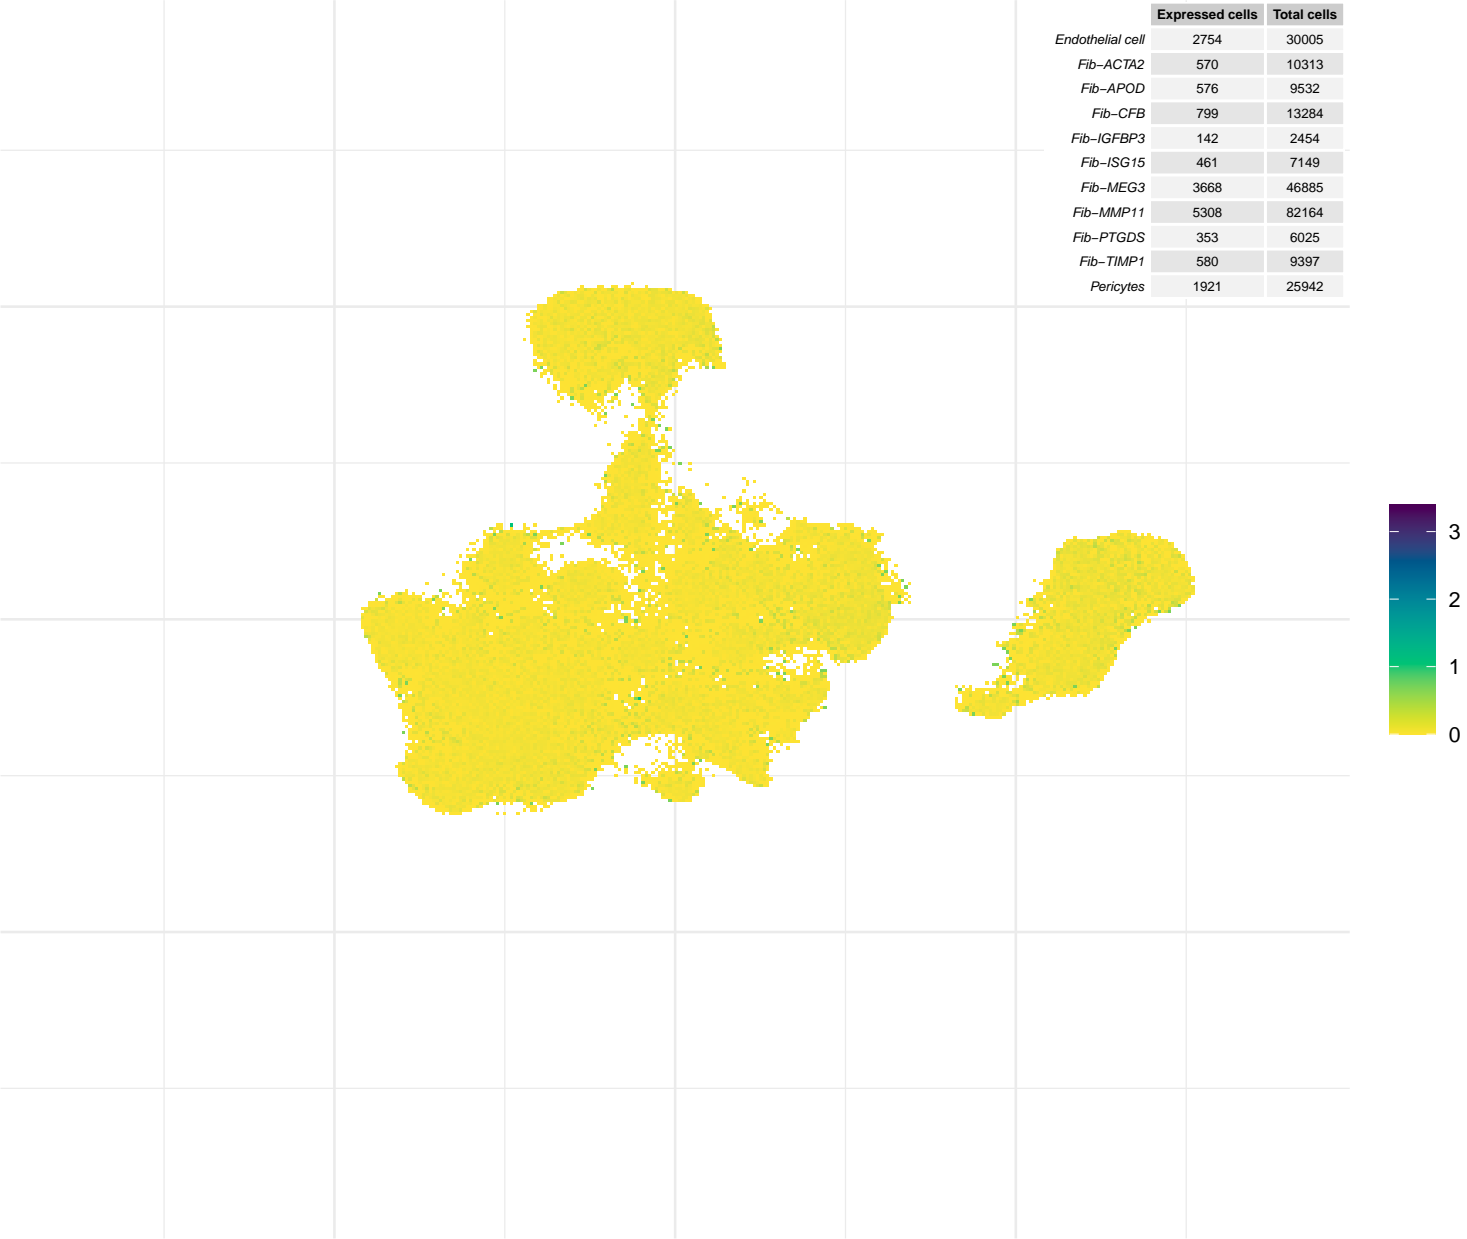 Expressed cells Total cells
Endothelial cell 2754 30005
Fib−ACTA2 570 10313
Fib−APOD 576 9532
Fib−CFB 799 13284
Fib−IGFBP3 142 2454
Fib−ISG15 461 7149
Fib−MEG3 3668 46885
Fib−MMP11 5308 82164
Fib−PTGDS 353 6025
Fib−TIMP1 580 9397
Pericytes 1921 25942
3
2
1
0